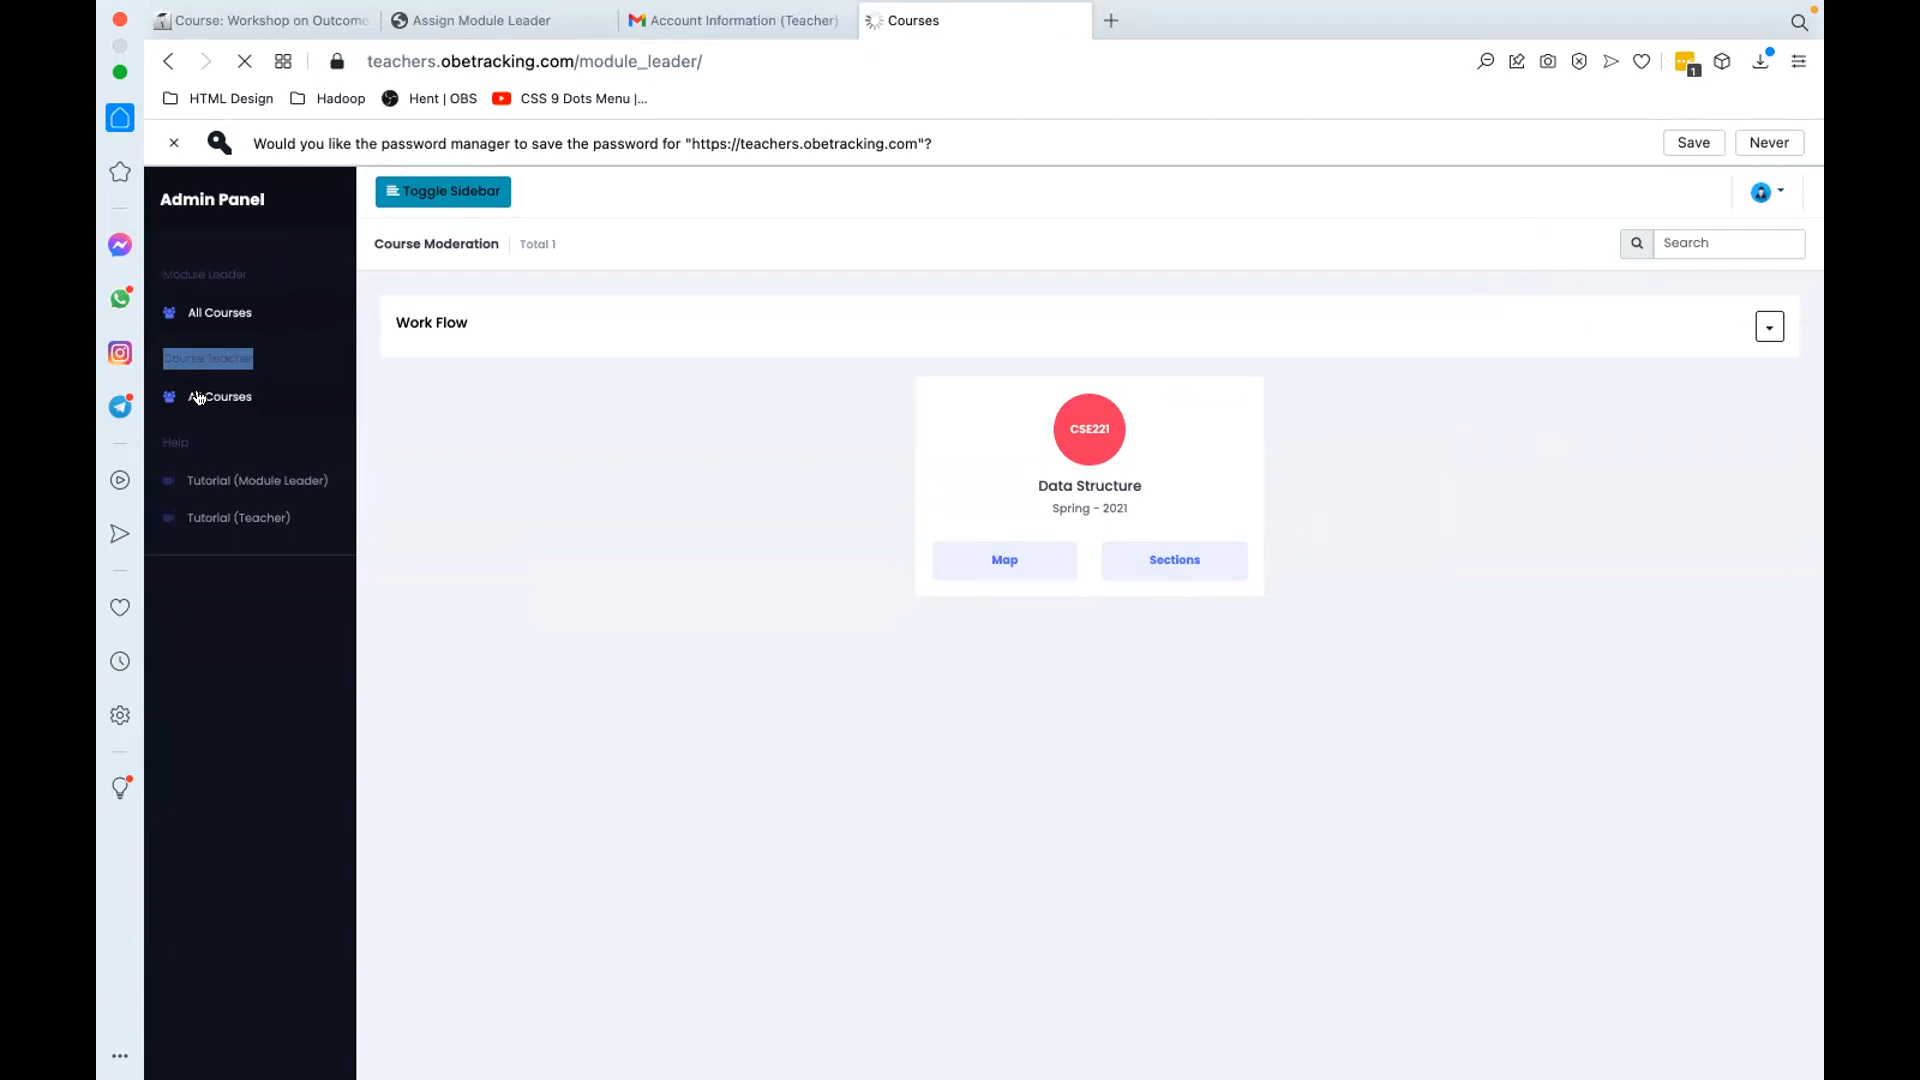 Course: Workshop on Outcome
Assign Module Leader
Account Information (Teacher)
Courses
teachers.obetracking.com/module_leader/
1
HTML Design
Hadoop
Hent | OBS
CSS 9 Dots Menu |...
Would you like the password manager to save the password for "https://teachers.obetracking.com"?
Save
Never
Admin Panel
Toggle Sidebar
Course Moderation
Total 1
Search
Module Leader
All Courses
Course Teacher
All Courses
Help
Tutorial (Module Leader)
Tutorial (Teacher)
Work Flow
CSE221
Data Structure
Spring - 2021
Map
Sections